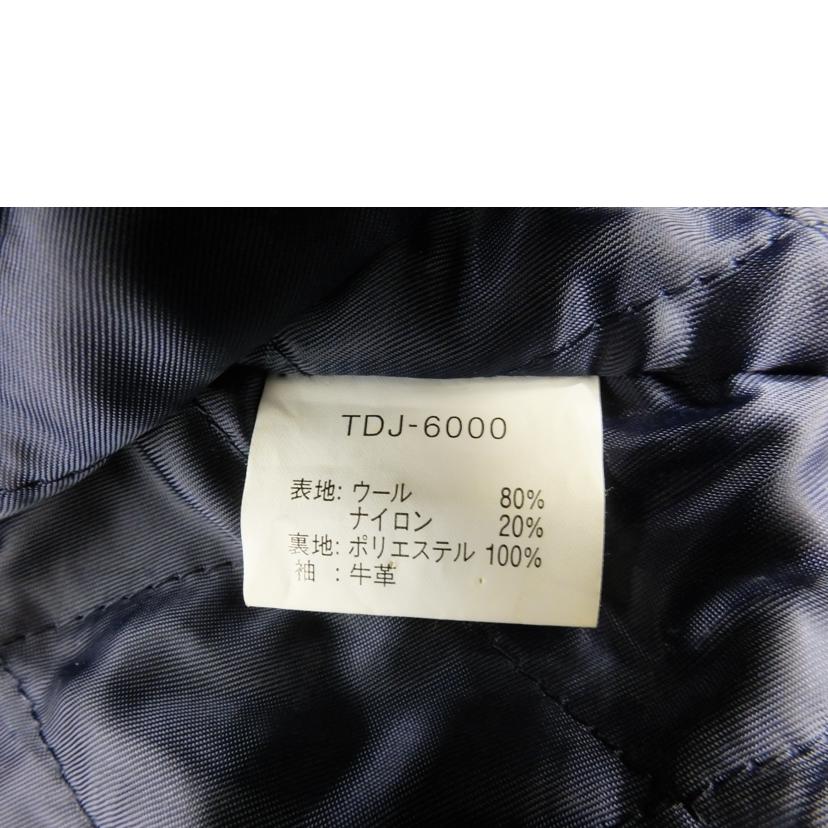 TDJ-6000
表地: ウール 80%
ナイロン 20%
裏地: ポリエステル 100%
袖 : 牛革